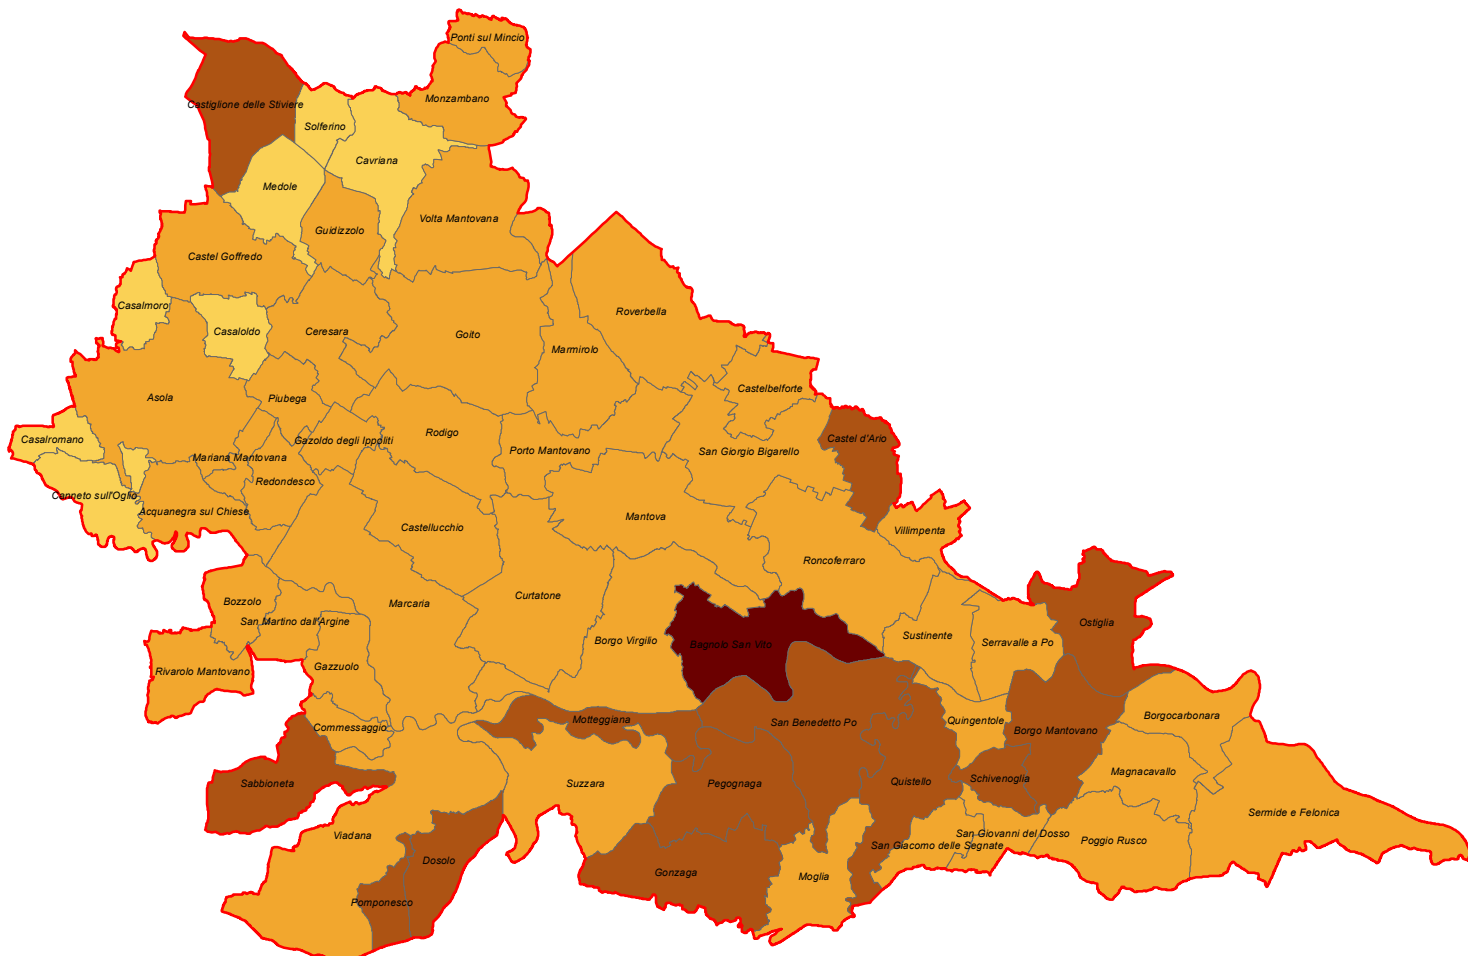 Ponti sul Mincio
Monzambano
Castiglione delle Stiviere
Solferino
Cavriana
Medole
Volta Mantovana
Guidizzolo
Castel Goffredo
Casalmoro
Roverbella
Casaloldo
Ceresara
Goito
Marmirolo
Castelbelforte
Asola
Piubega
Rodigo
Casalromano
Gazoldo degli Ippoliti
Castel d'Ario
Porto Mantovano
San Giorgio Bigarello
Mariana Mantovana
Redondesco
Canneto sull'Oglio
Acquanegra sul Chiese
Mantova
Castellucchio
Villimpenta
Roncoferraro
Curtatone
Bozzolo
Marcaria
San Martino dall'Argine
Ostiglia
Sustinente
Borgo Virgilio
Bagnolo San Vito
Serravalle a Po
Gazzuolo
Rivarolo Mantovano
Borgocarbonara
Motteggiana
San Benedetto Po
Quingentole
Commessaggio
Borgo Mantovano
Magnacavallo
Schivenoglia
Sabbioneta
Suzzara
Pegognaga
Quistello
Sermide e Felonica
Viadana
San Giovanni del Dosso
Poggio Rusco
San Giacomo delle Segnate
Dosolo
Gonzaga
Moglia
Pomponesco